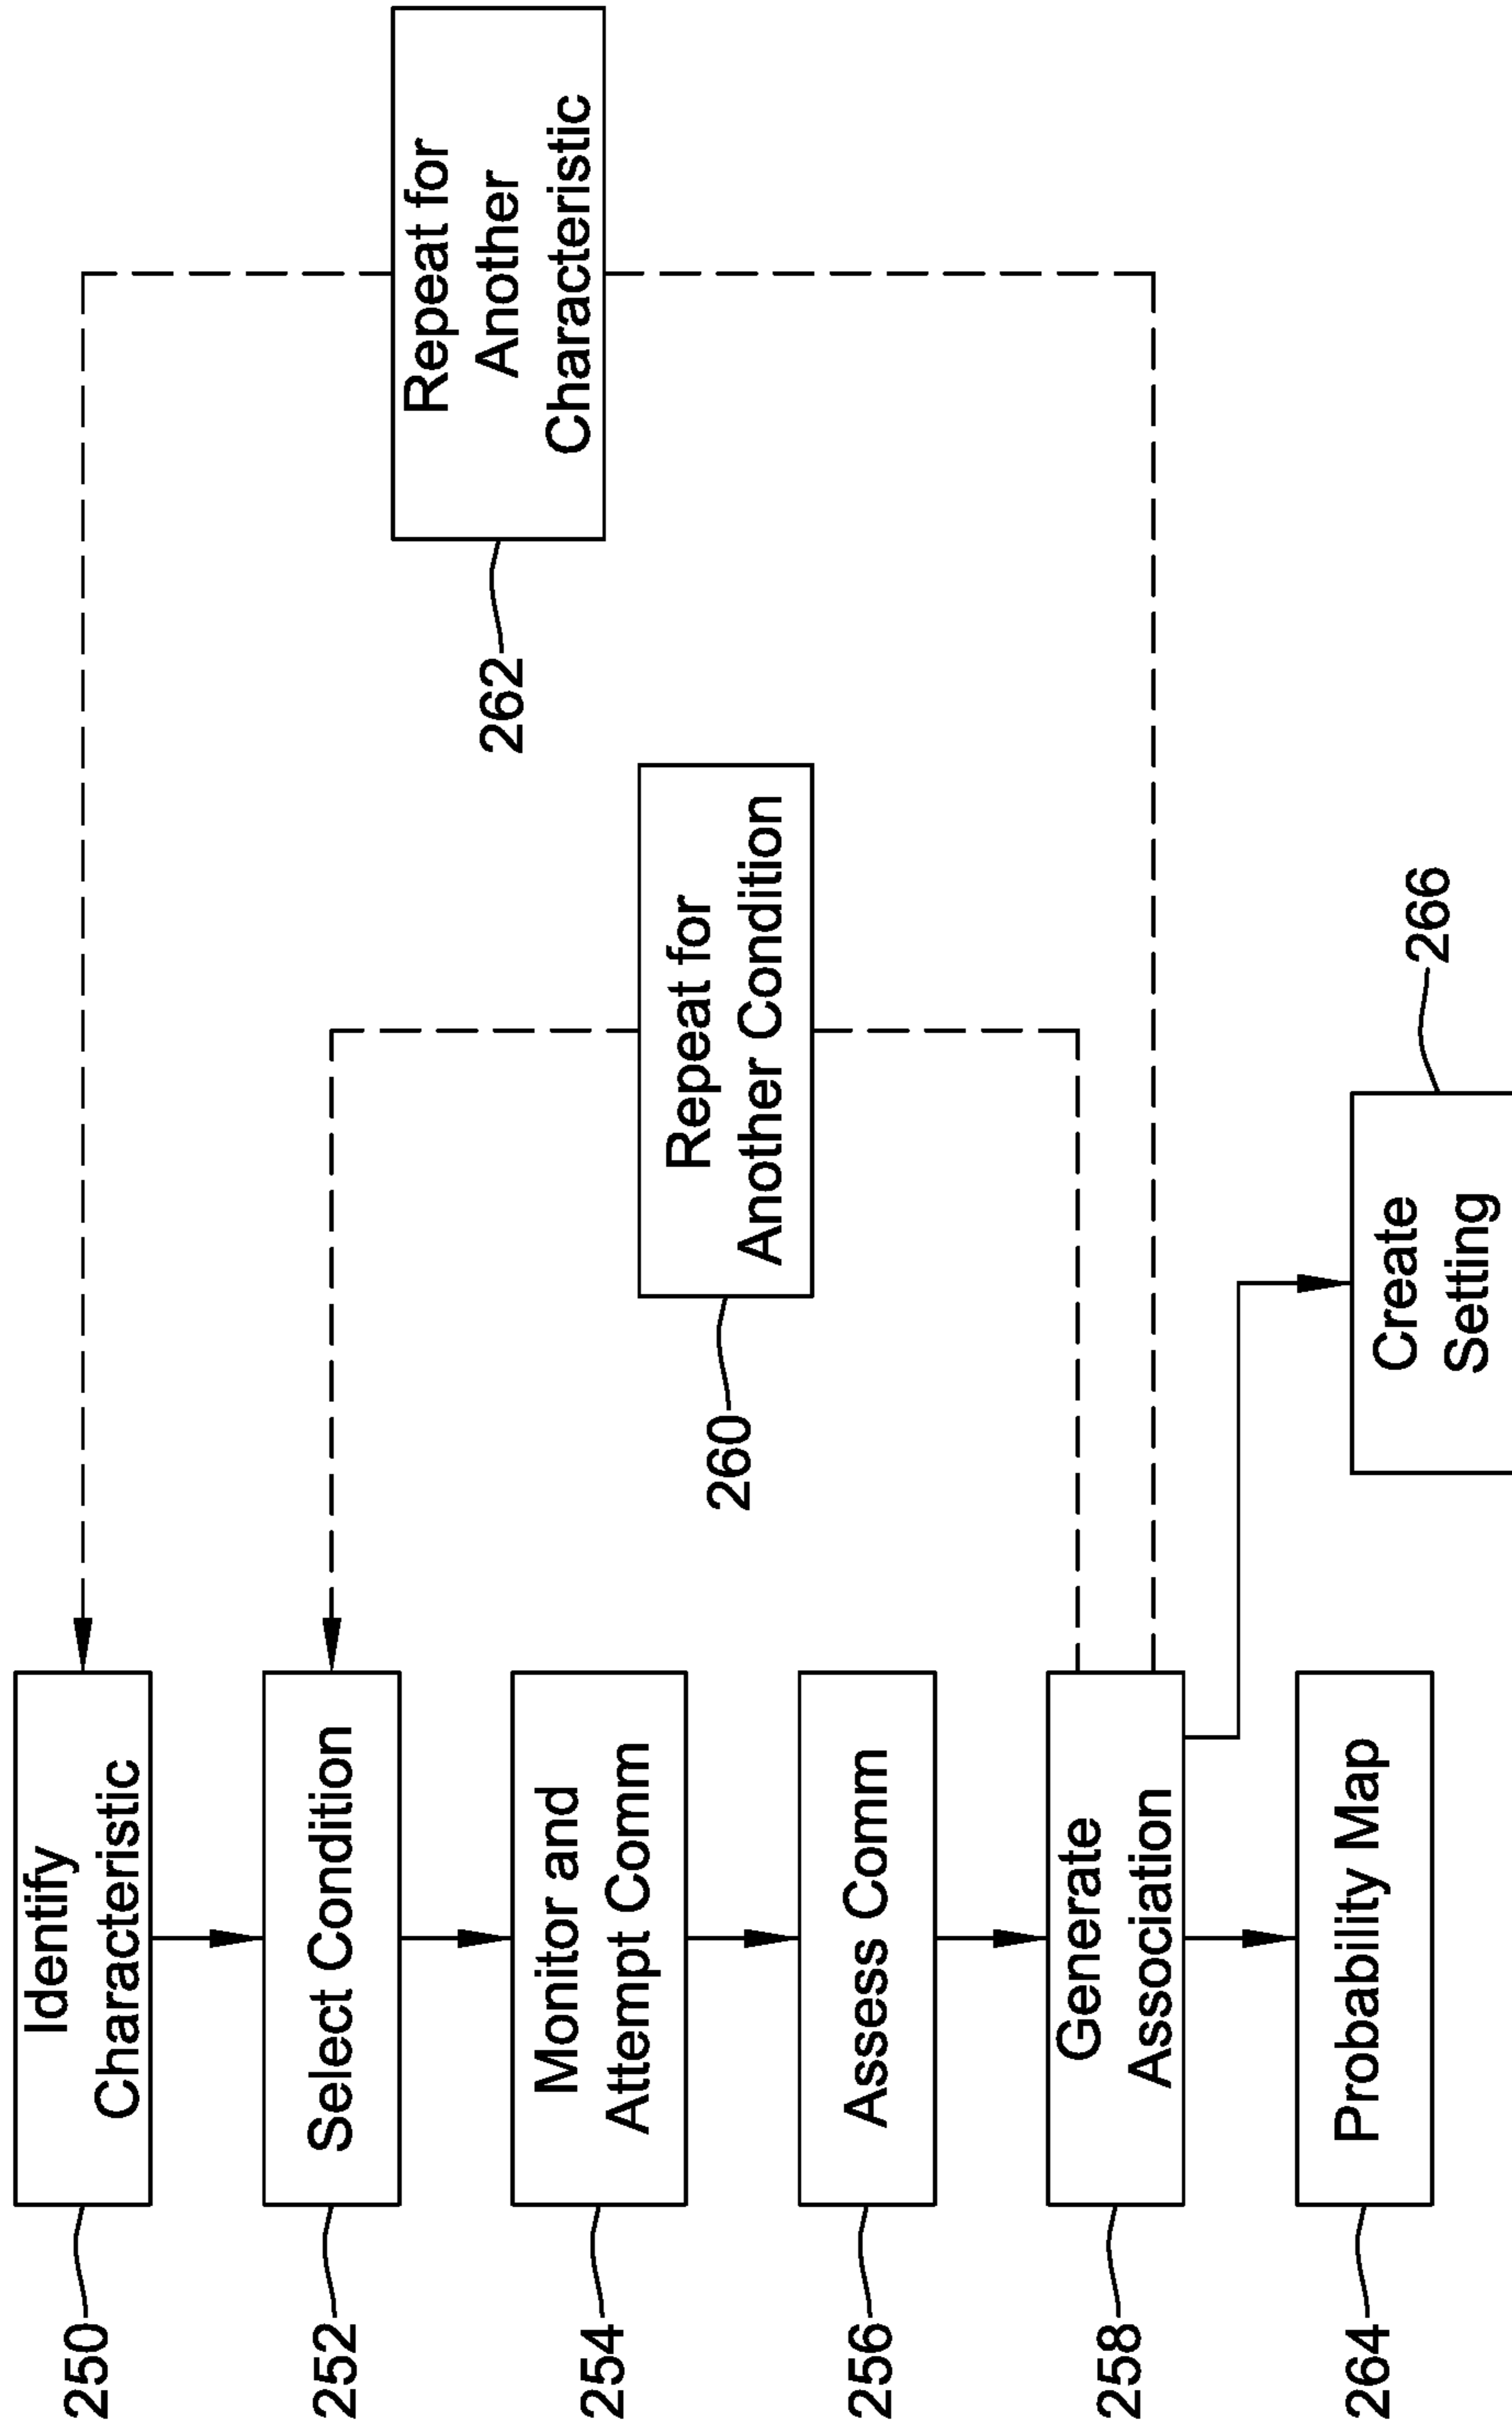 250
Identify
Characteristic
252
Select Condition
254
Monitor and
Attempt Comm
256
Assess Comm
258
Generate
Association
264
Probability Map
260
Repeat for
Another Condition
262
Repeat for
Another
Characteristic
Create
Setting
266